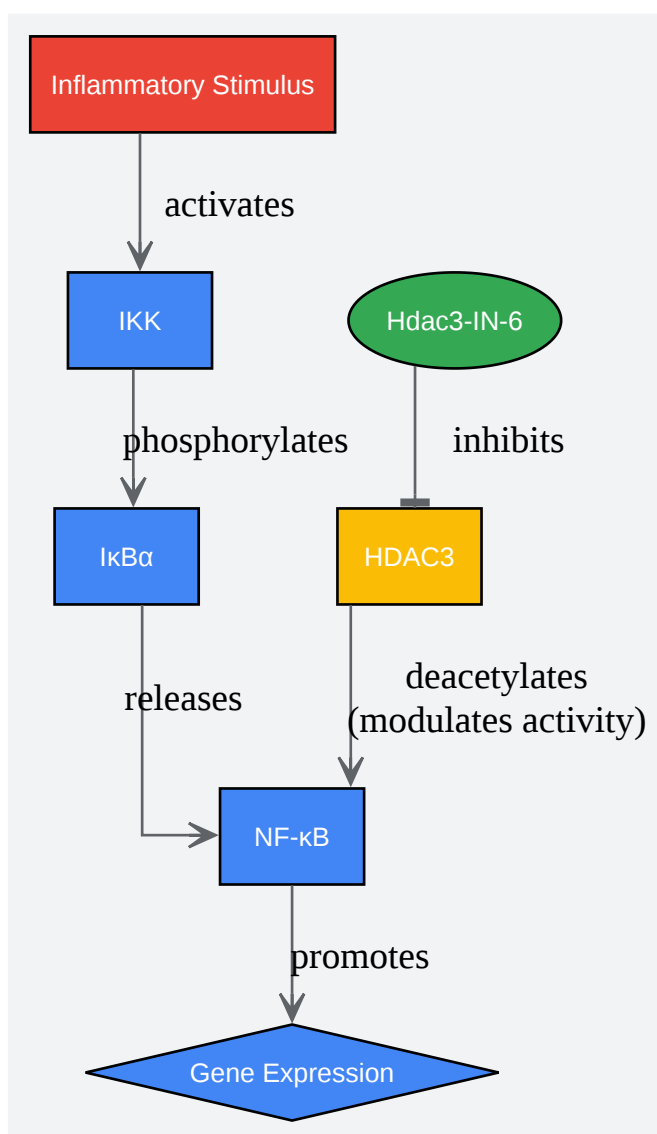 Inflammatory Stimulus
activates
IKK
Hdac3-IN-6
phosphorylates
inhibits
IκBα
HDAC3
releases
deacetylates
(modulates activity)
NF-κB
promotes
Gene Expression